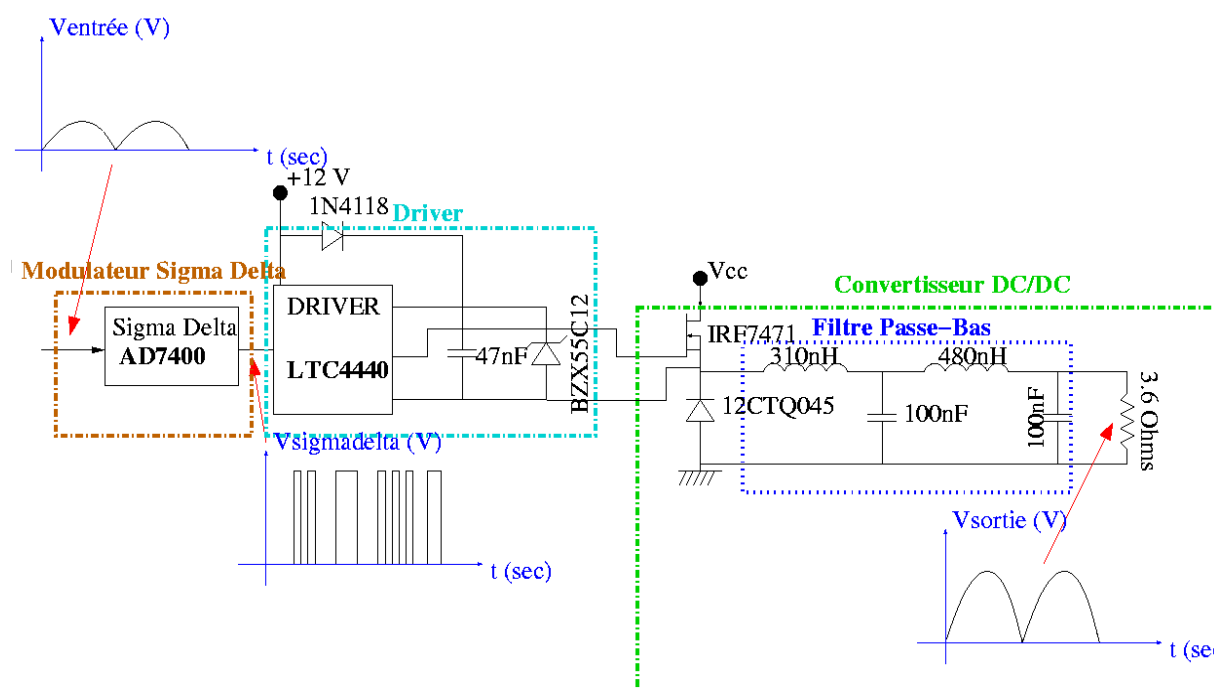 Ventrée (V)
t (sec)
+12 V
1N4118
Driver
Modulateur Sigma Delta
Sigma Delta
AD7400
DRIVER
LTC4440
47nF
BZX55C12
Vcc
Convertisseur DC/DC
IRF7471
Filtre Passe-Bas
310nH
480nH
12CTQ045
100nF
100nF
3.6 Ohms
Vsigmadelta (V)
t (sec)
Vsortie (V)
t (sec